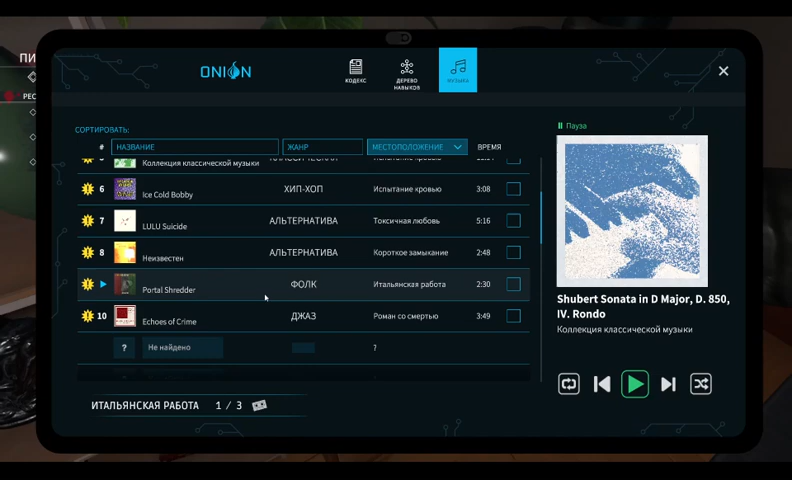 ПИ
РЕС
ONION
КОДЕКС
ДЕРЕВО
НАВЫКОВ
МУЗЫКА
СОРТИРОВАТЬ:
# НАЗВАНИЕ ЖАНР МЕСТОПОЛОЖЕНИЕ ВРЕМЯ
Коллекция классической музыки
6 Ice Cold Bobby ХИП-ХОП Испытание кровью 3:08
7 LULU Suicide АЛЬТЕРНАТИВА Токсичная любовь 5:16
8 Неизвестен АЛЬТЕРНАТИВА Короткое замыкание 2:48
Portal Shredder ФОЛК Итальянская работа 2:30
10 Echoes of Crime ДЖАЗ Роман со смертью 3:49
? Не найдено ?
ИТАЛЬЯНСКАЯ РАБОТА 1 / 3
Пауза
Shubert Sonata in D Major, D. 850,
IV. Rondo
Коллекция классической музыки